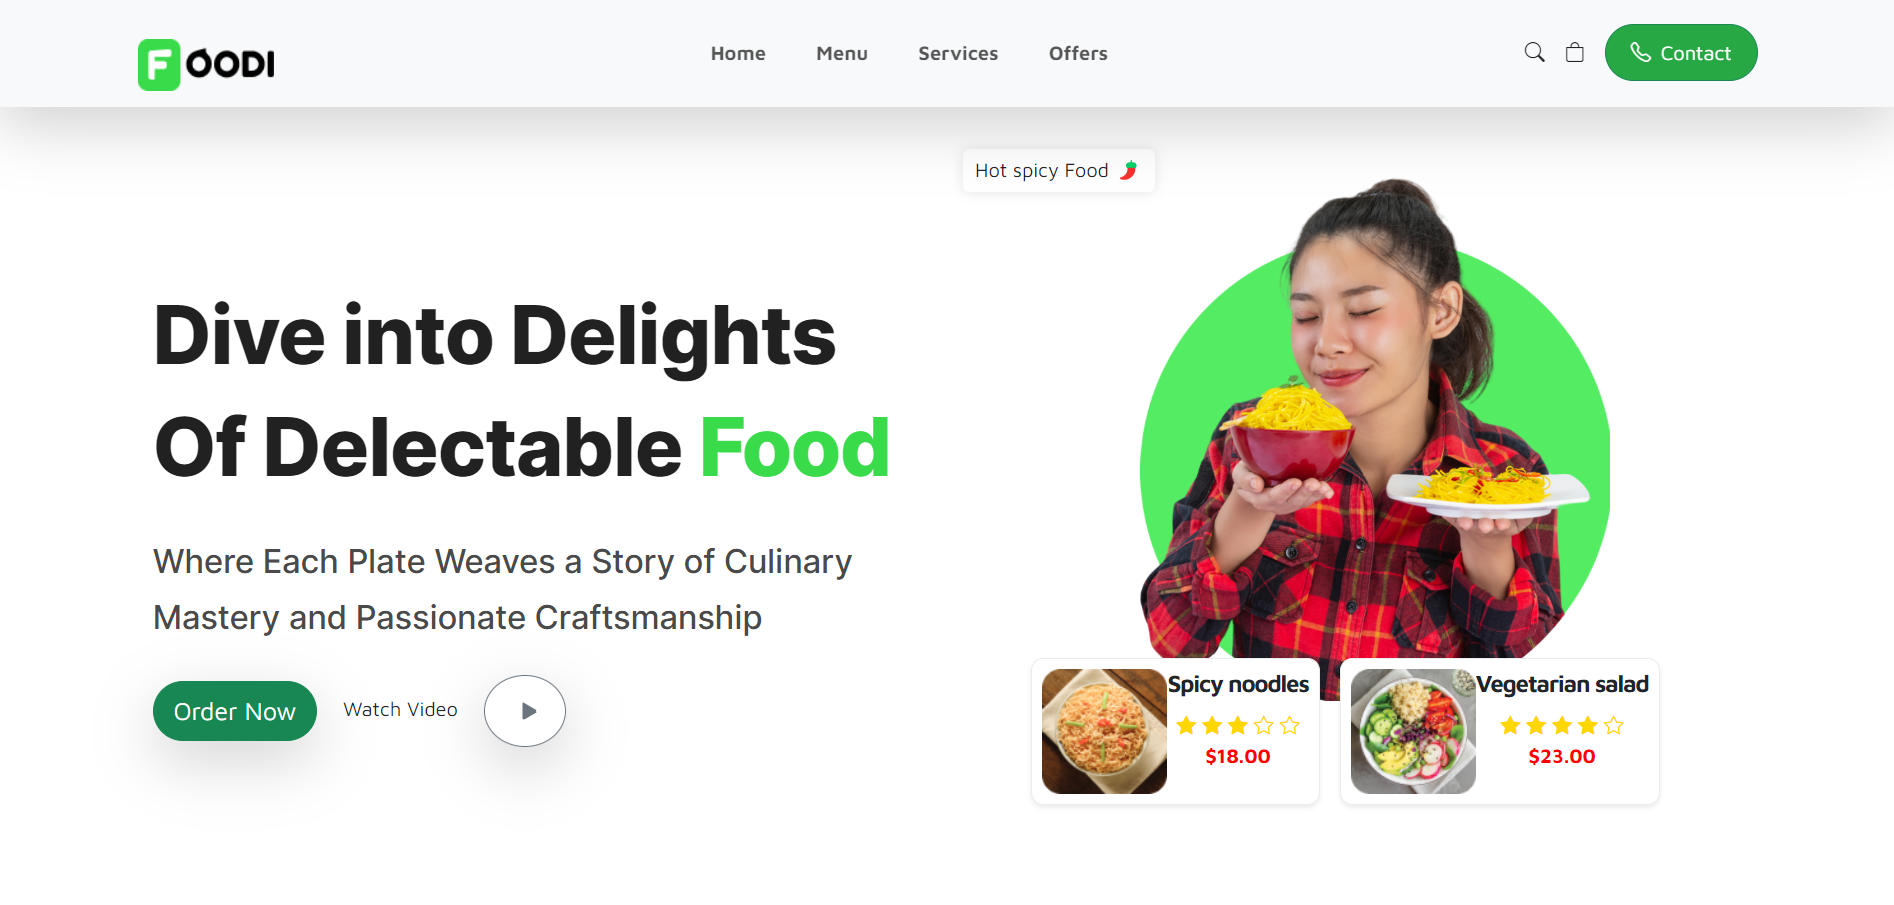 FOODI
Home
Menu
Services
Offers
Contact
Hot spicy Food
Dive into Delights
Of Delectable Food
Where Each Plate Weaves a Story of Culinary
Mastery and Passionate Craftsmanship
Order Now
Watch Video
Spicy noodles
$18.00
Vegetarian salad
$23.00